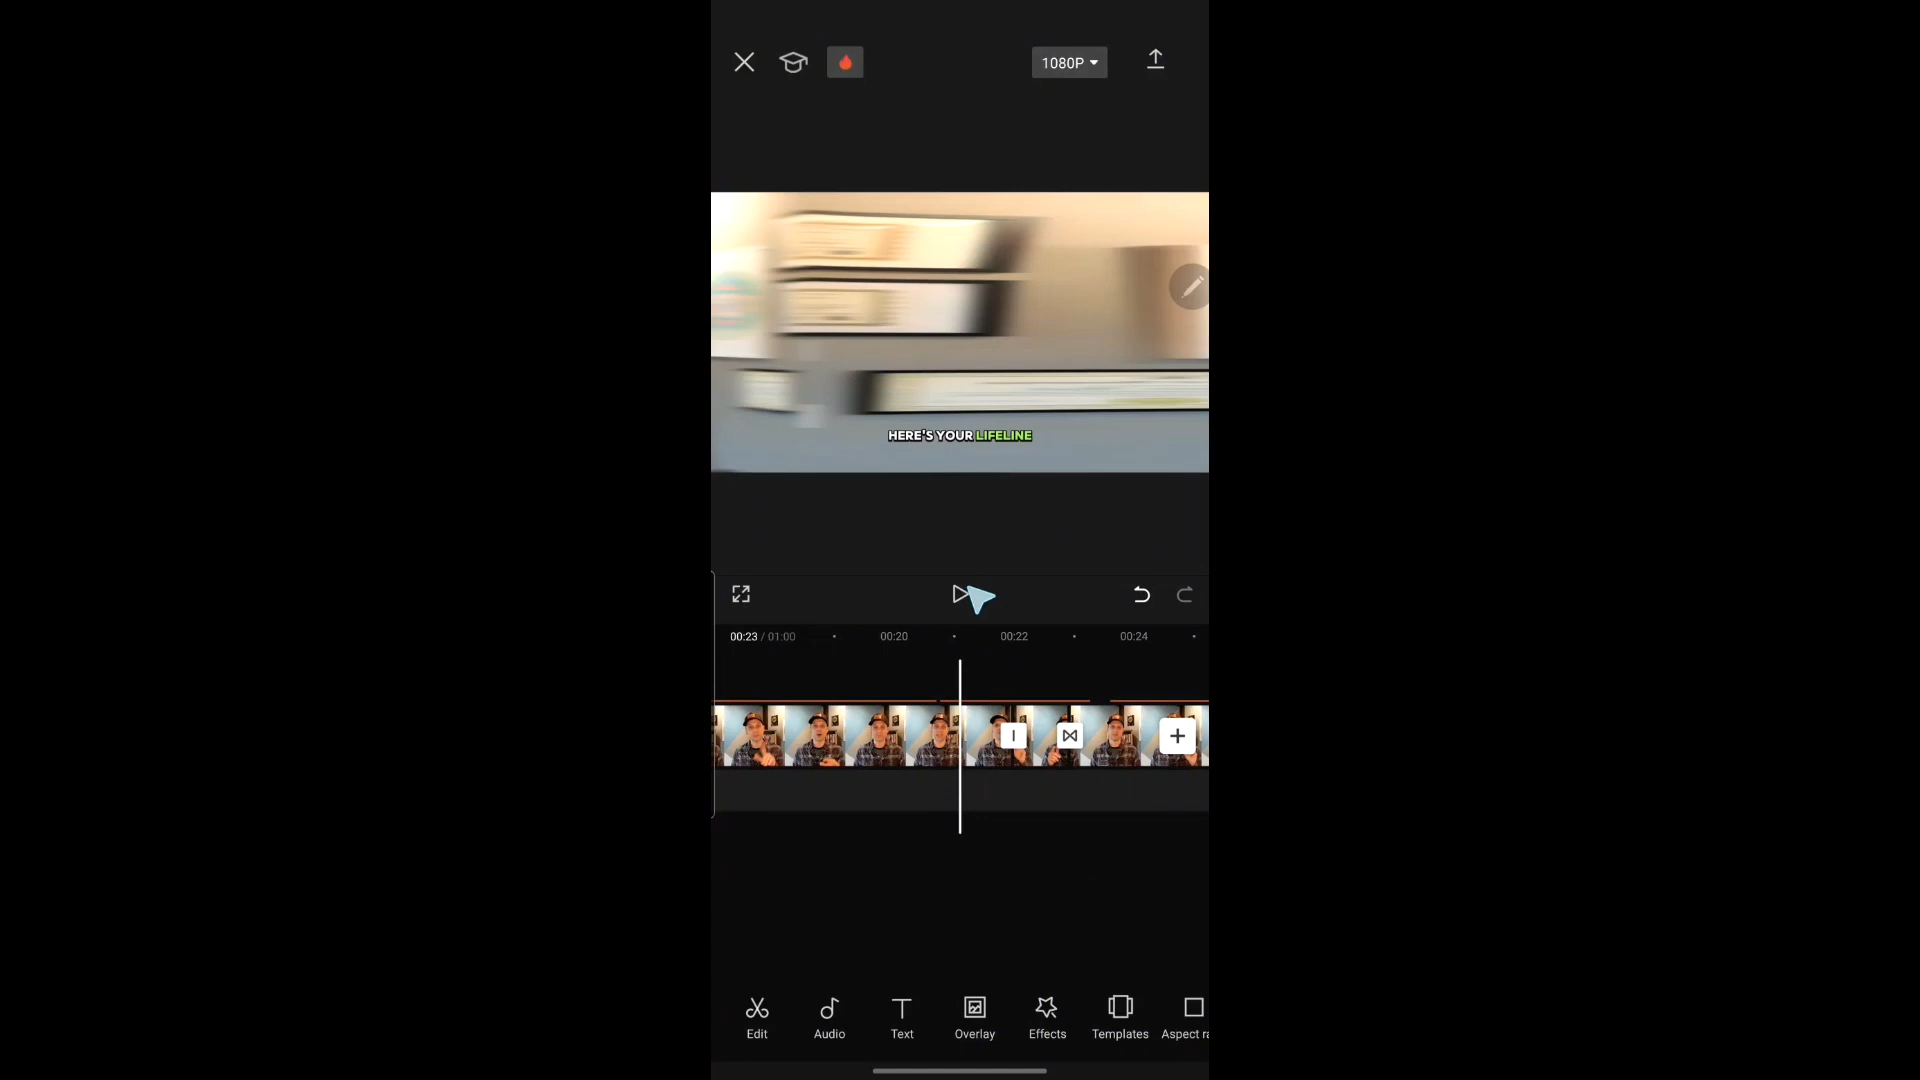 1080P
HERE'S YOUR LIFELINE
00:23 / 01:00
00:20
00:22
00:24
Edit
Audio
Text
Overlay
Effects
Templates
Aspect ra